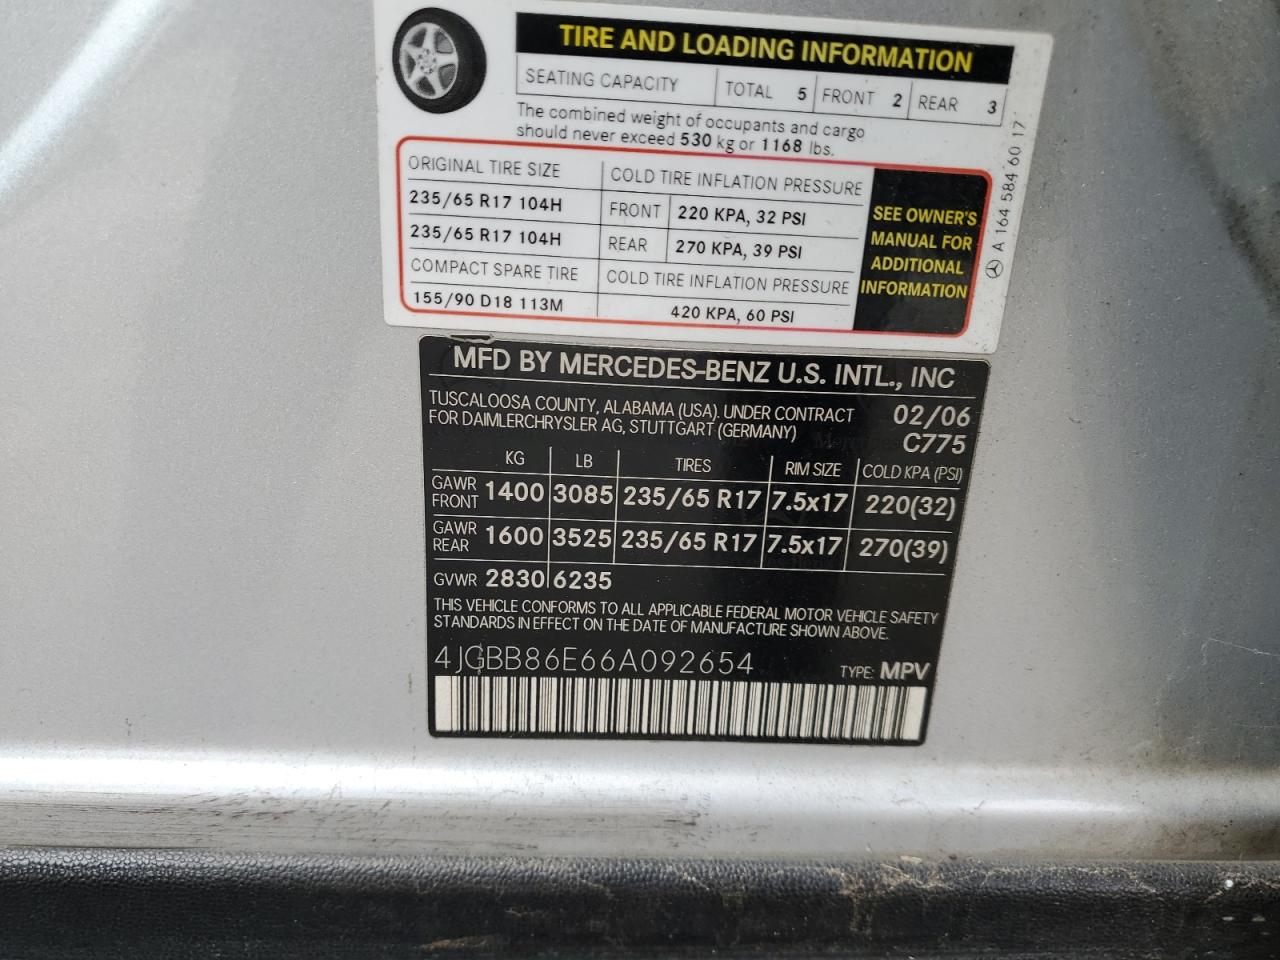 TIRE AND LOADING INFORMATION
SEATING CAPACITY TOTAL 5 FRONT 2 REAR 3
The combined weight of occupants and cargo
should never exceed 530 kg or 1168 lbs.
ORIGINAL TIRE SIZE COLD TIRE INFLATION PRESSURE
235/65 R17 104H FRONT 220 KPA, 32 PSI
235/65 R17 104H REAR 270 KPA, 39 PSI
COMPACT SPARE TIRE COLD TIRE INFLATION PRESSURE
155/90 D18 113M 420 KPA, 60 PSI
SEE OWNER'S
MANUAL FOR
ADDITIONAL
INFORMATION
A 164 584 60 17
MFD BY MERCEDES-BENZ U.S. INTL., INC
TUSCALOOSA COUNTY, ALABAMA (USA). UNDER CONTRACT 02/06
FOR DAIMLERCHRYSLER AG, STUTTGART (GERMANY) C775
KG LB TIRES RIM SIZE COLD KPA (PSI)
GAWR FRONT 1400 3085 235/65 R17 7.5x17 220(32)
GAWR REAR 1600 3525 235/65 R17 7.5x17 270(39)
GVWR 2830 6235
THIS VEHICLE CONFORMS TO ALL APPLICABLE FEDERAL MOTOR VEHICLE SAFETY
STANDARDS IN EFFECT ON THE DATE OF MANUFACTURE SHOWN ABOVE.
4JGBB86E66A092654 TYPE: MPV